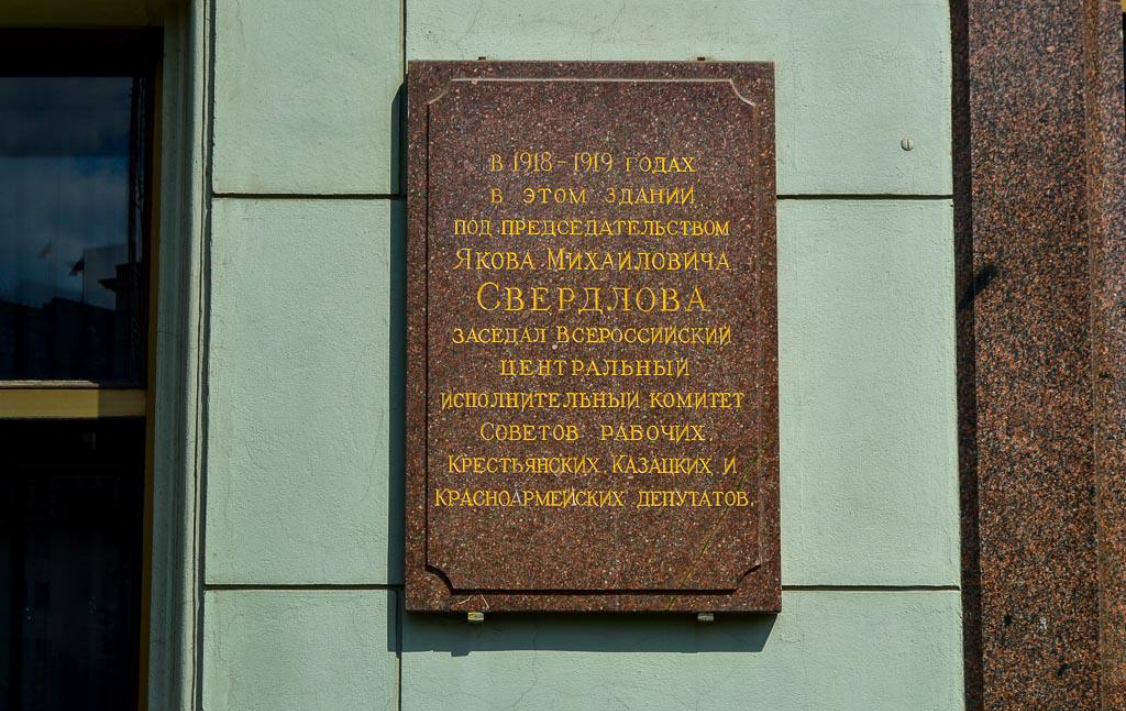 В 1918-1919 ГОДАХ
В ЭТОМ ЗДАНИИ
ПОД ПРЕДСЕДАТЕЛЬСТВОМ
ЯКОВА МИХАИЛОВИЧА
СВЕРДЛОВА
ЗАСЕДАЛ ВСЕРОССИЙСКИЙ
ЦЕНТРАЛЬНЫЙ
ИСПОЛНИТЕЛЬНЫЙ КОМИТЕТ
СОВЕТОВ РАБОЧИХ,
КРЕСТЬЯНСКИХ, КАЗАЦКИХ И
КРАСНОАРМЕЙСКИХ ДЕПУТАТОВ.